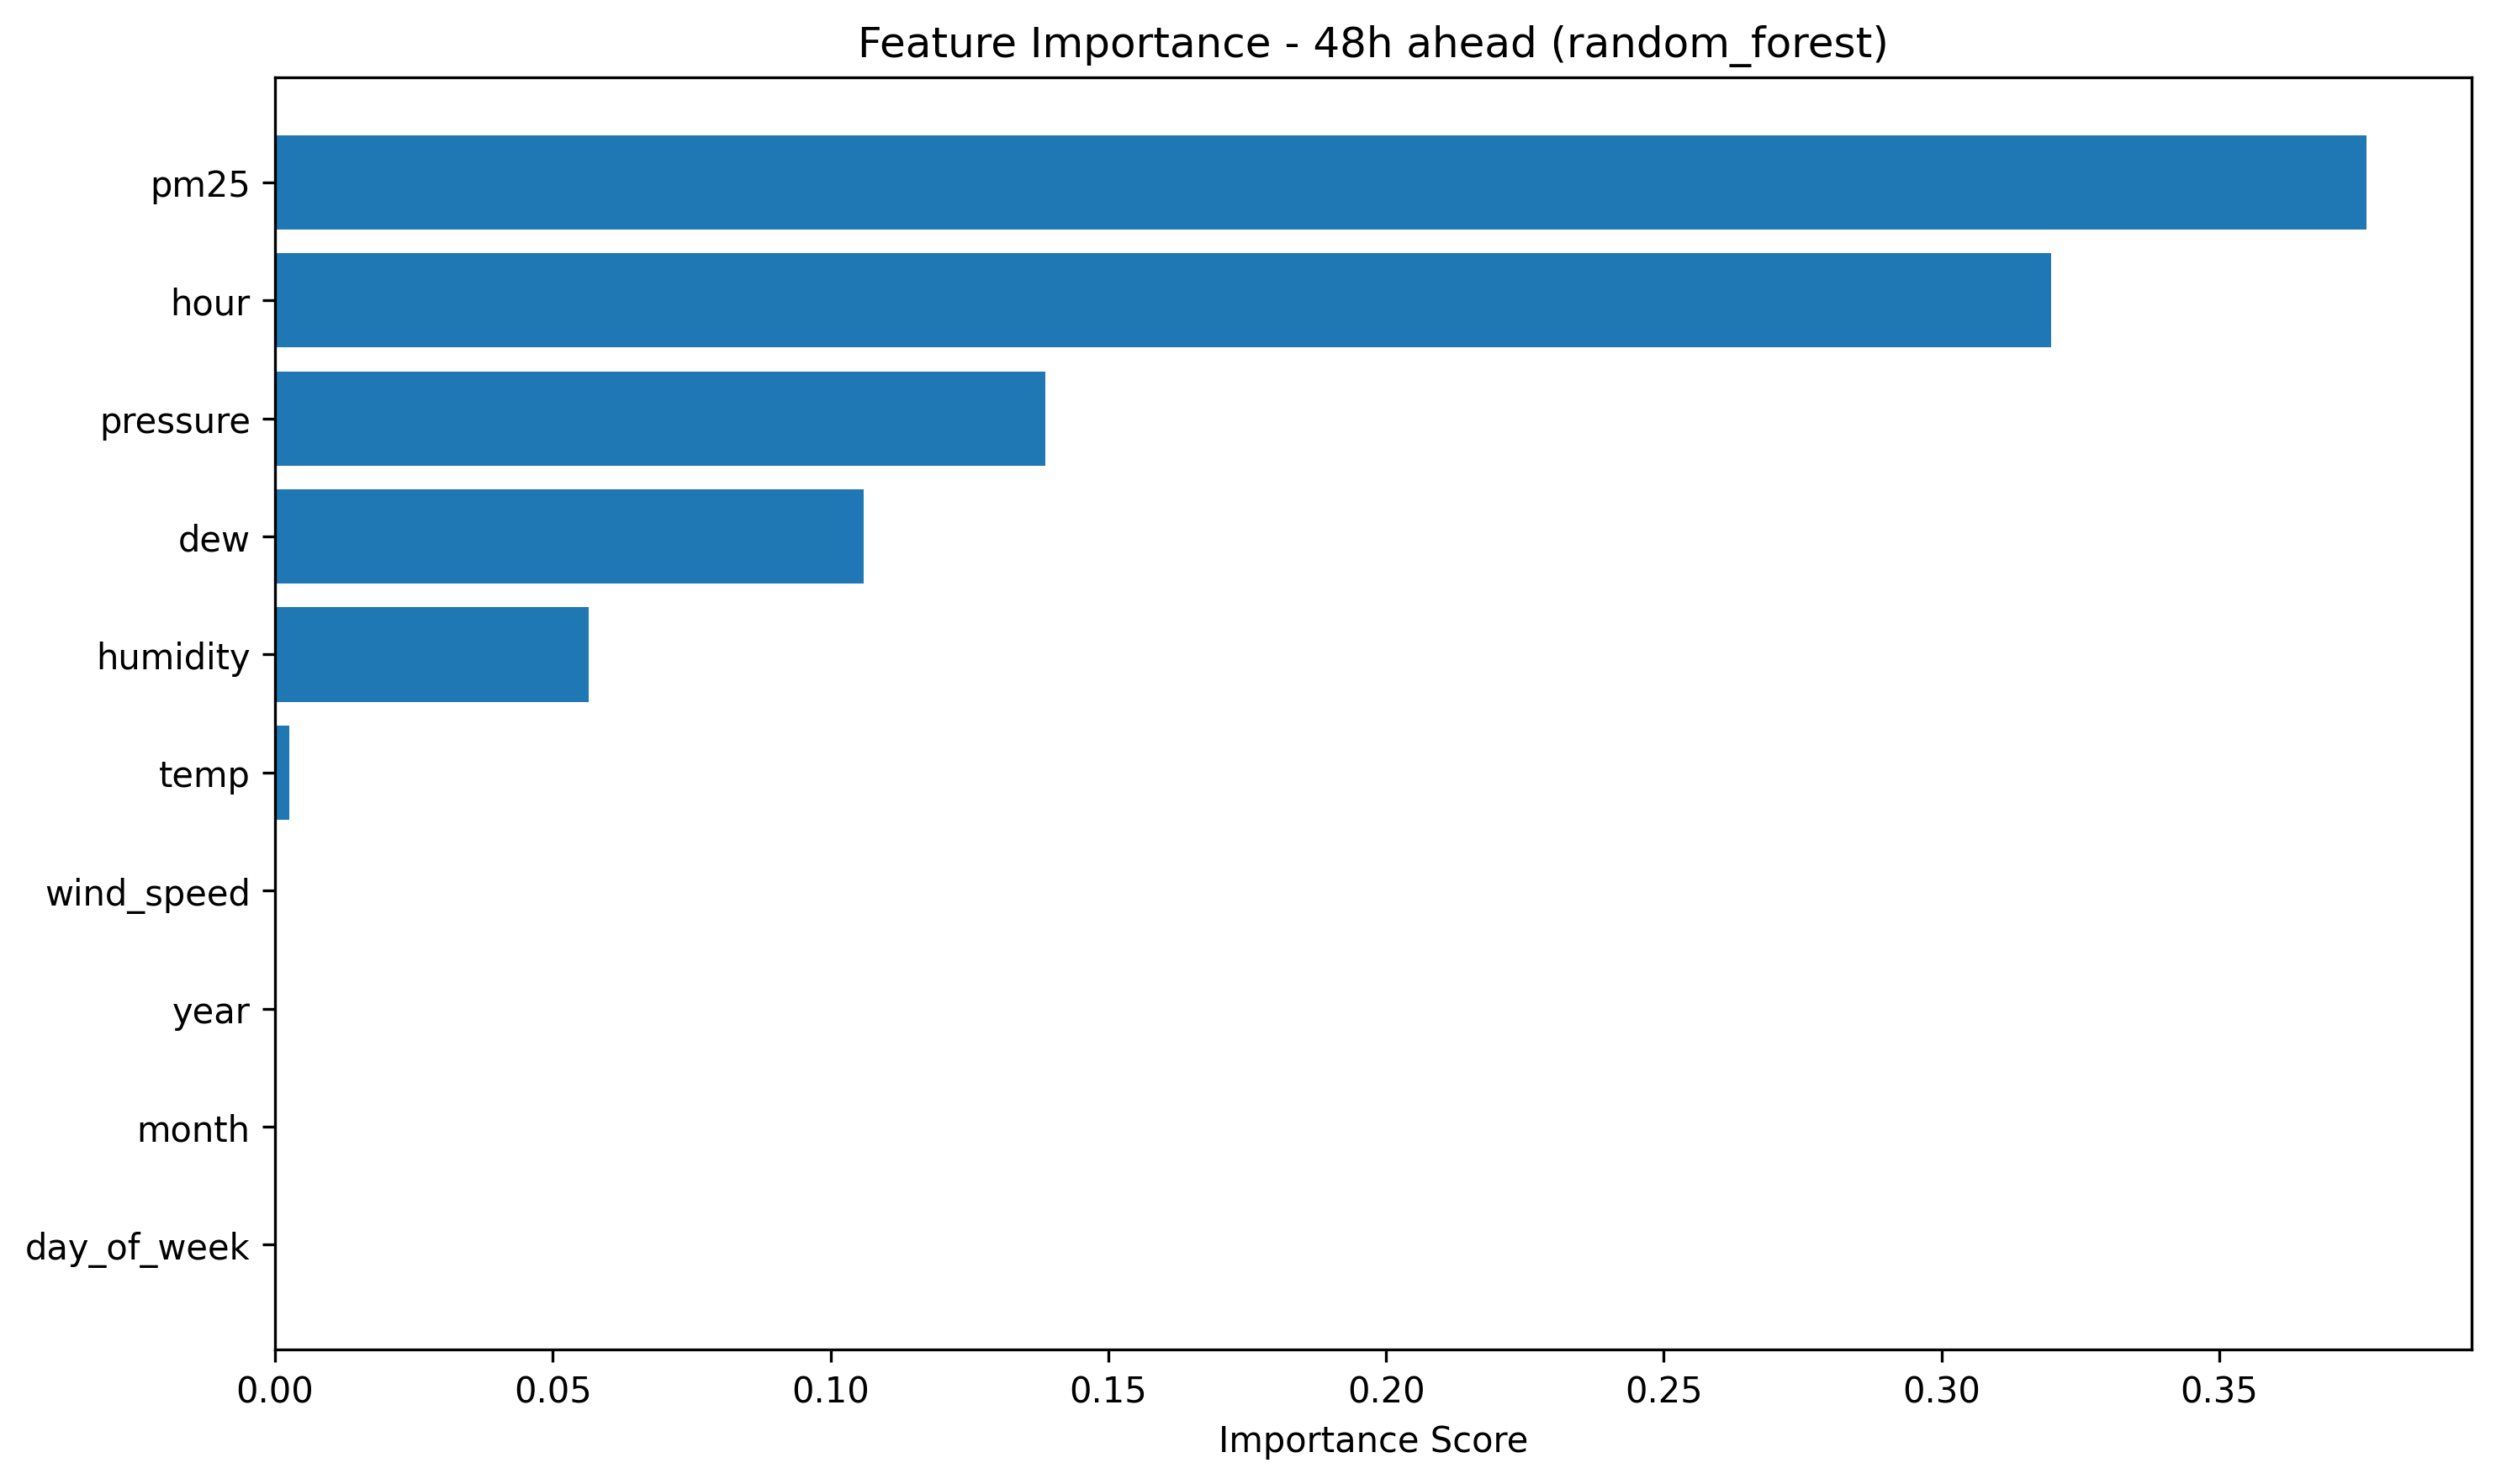 Feature Importance - 48h ahead (random_forest)
pm25
hour
pressure
dew
humidity
temp
wind_speed
year
month
day_of_week
0.00 0.05 0.10 0.15 0.20 0.25 0.30 0.35
Importance Score